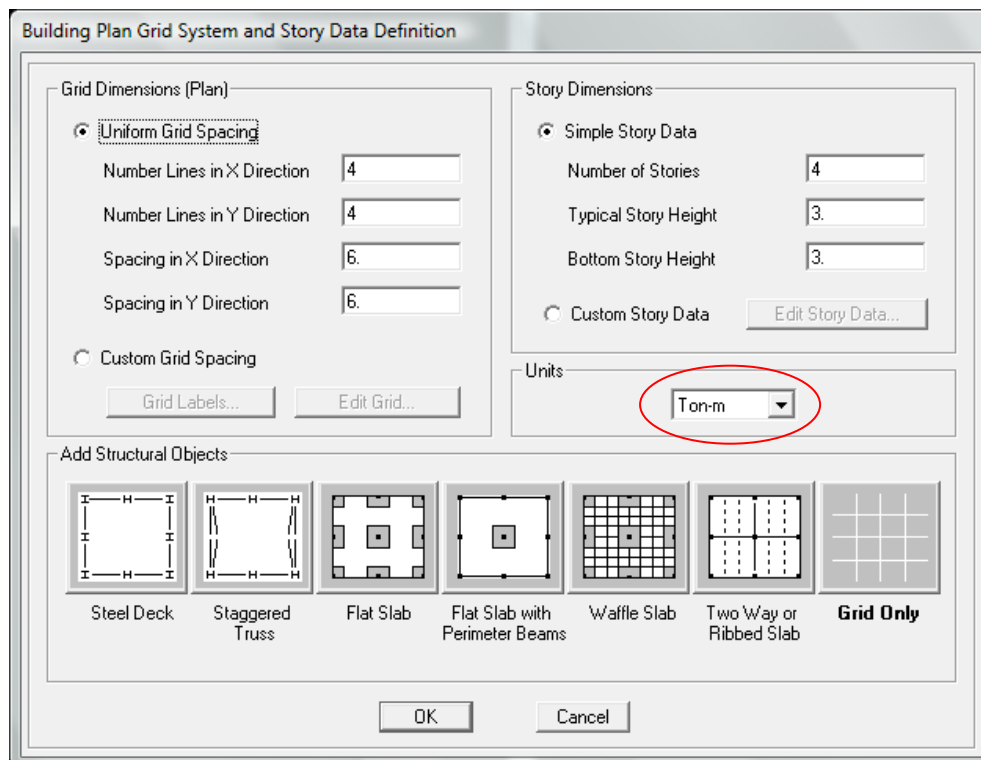 Building Plan Grid System and Story Data Definition
Grid Dimensions (Plan)
Uniform Grid Spacing
Number Lines in X Direction 4
Number Lines in Y Direction 4
Spacing in X Direction 6.
Spacing in Y Direction 6.
Custom Grid Spacing
Grid Labels... Edit Grid...
Story Dimensions
Simple Story Data
Number of Stories 4
Typical Story Height 3.
Bottom Story Height 3.
Custom Story Data Edit Story Data...
Units
Ton-m
Add Structural Objects
Steel Deck
Staggered
Truss
Flat Slab
Flat Slab with
Perimeter Beams
Waffle Slab
Two Way or
Ribbed Slab
Grid Only
OK Cancel